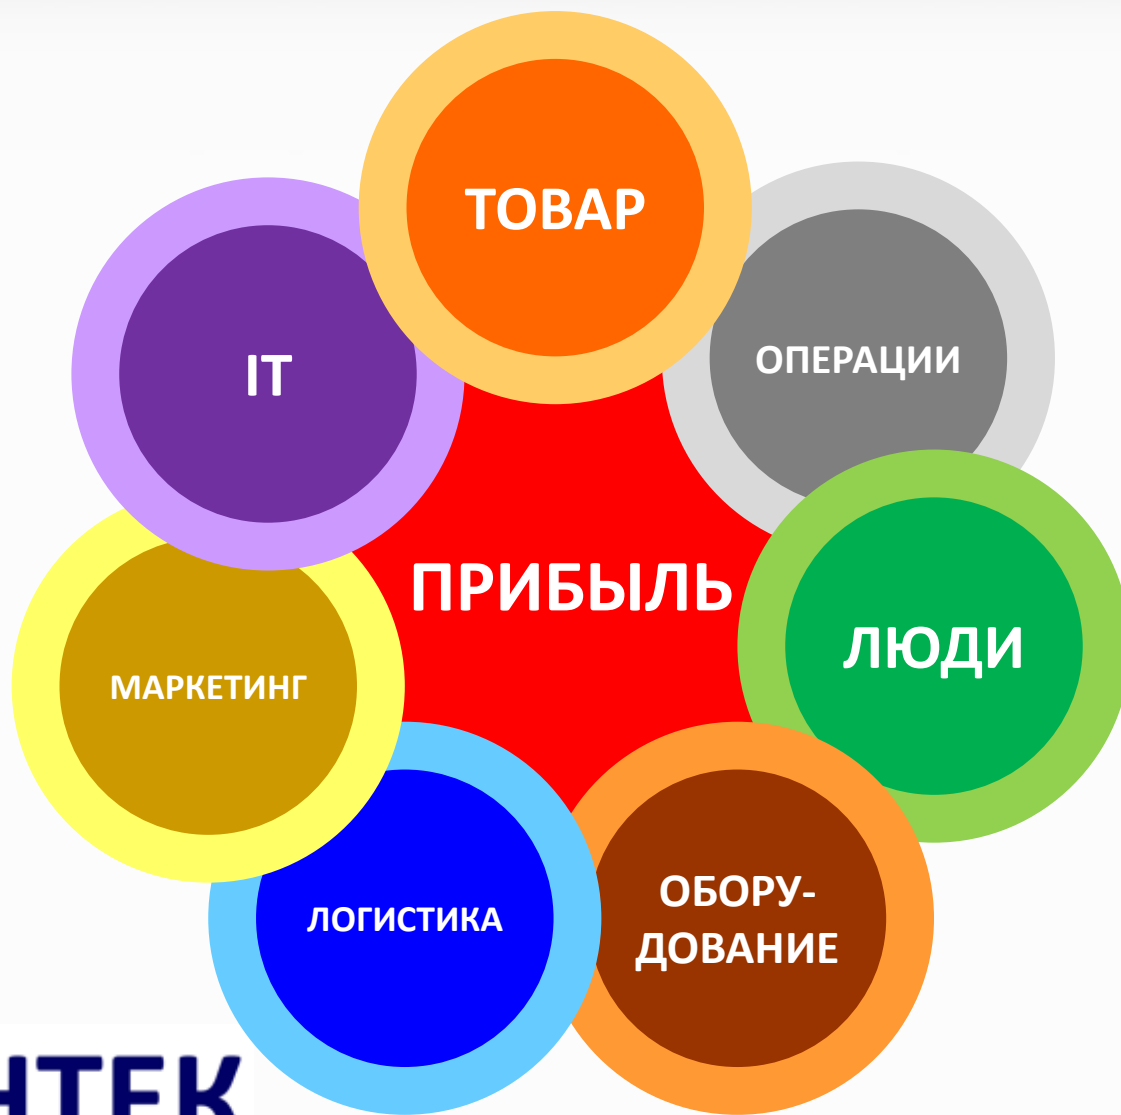 ТОВАР
ОПЕРАЦИИ
IT
ПРИБЫЛЬ
ЛЮДИ
МАРКЕТИНГ
ОБОРУ-
ДОВАНИЕ
ЛОГИСТИКА